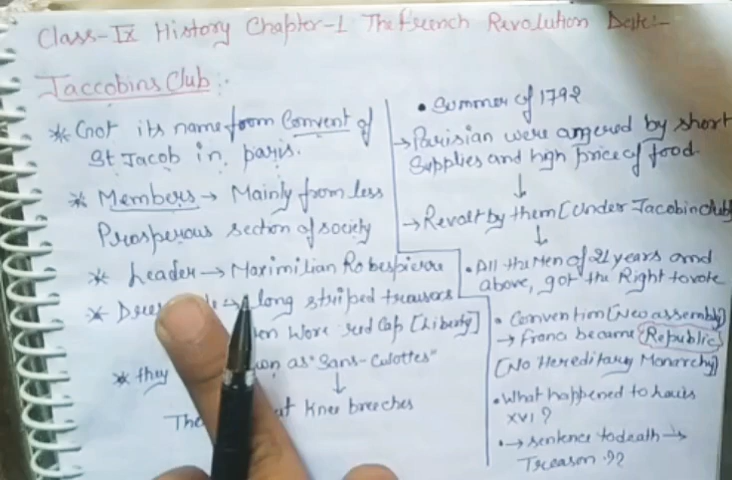 Class-IX History Chapter-1 The French Revolution Date:-
Jaccobins Club:-
* Got its name from Convent of
St Jacob in paris.
* Members → Mainly from less
Prosperous section of society
* Leader → Maximilian Robespierre
* long striped trousers
wore red Cap [Liberty]
* they as "Sans-Culottes"
↓
Knee breeches
• Summer of 1792
→ Parisian were angered by short
Supplies and high price of food.
↓
→ Revolt by them [Under Jacobin club]
↓
• All the Men of 21 years and
above, got the Right to vote
• Convention [New assembly]
→ Franc became Republic
[No Hereditary Monarchy]
• What happened to Louis
XVI?
• → sentence to death →
Treason.??